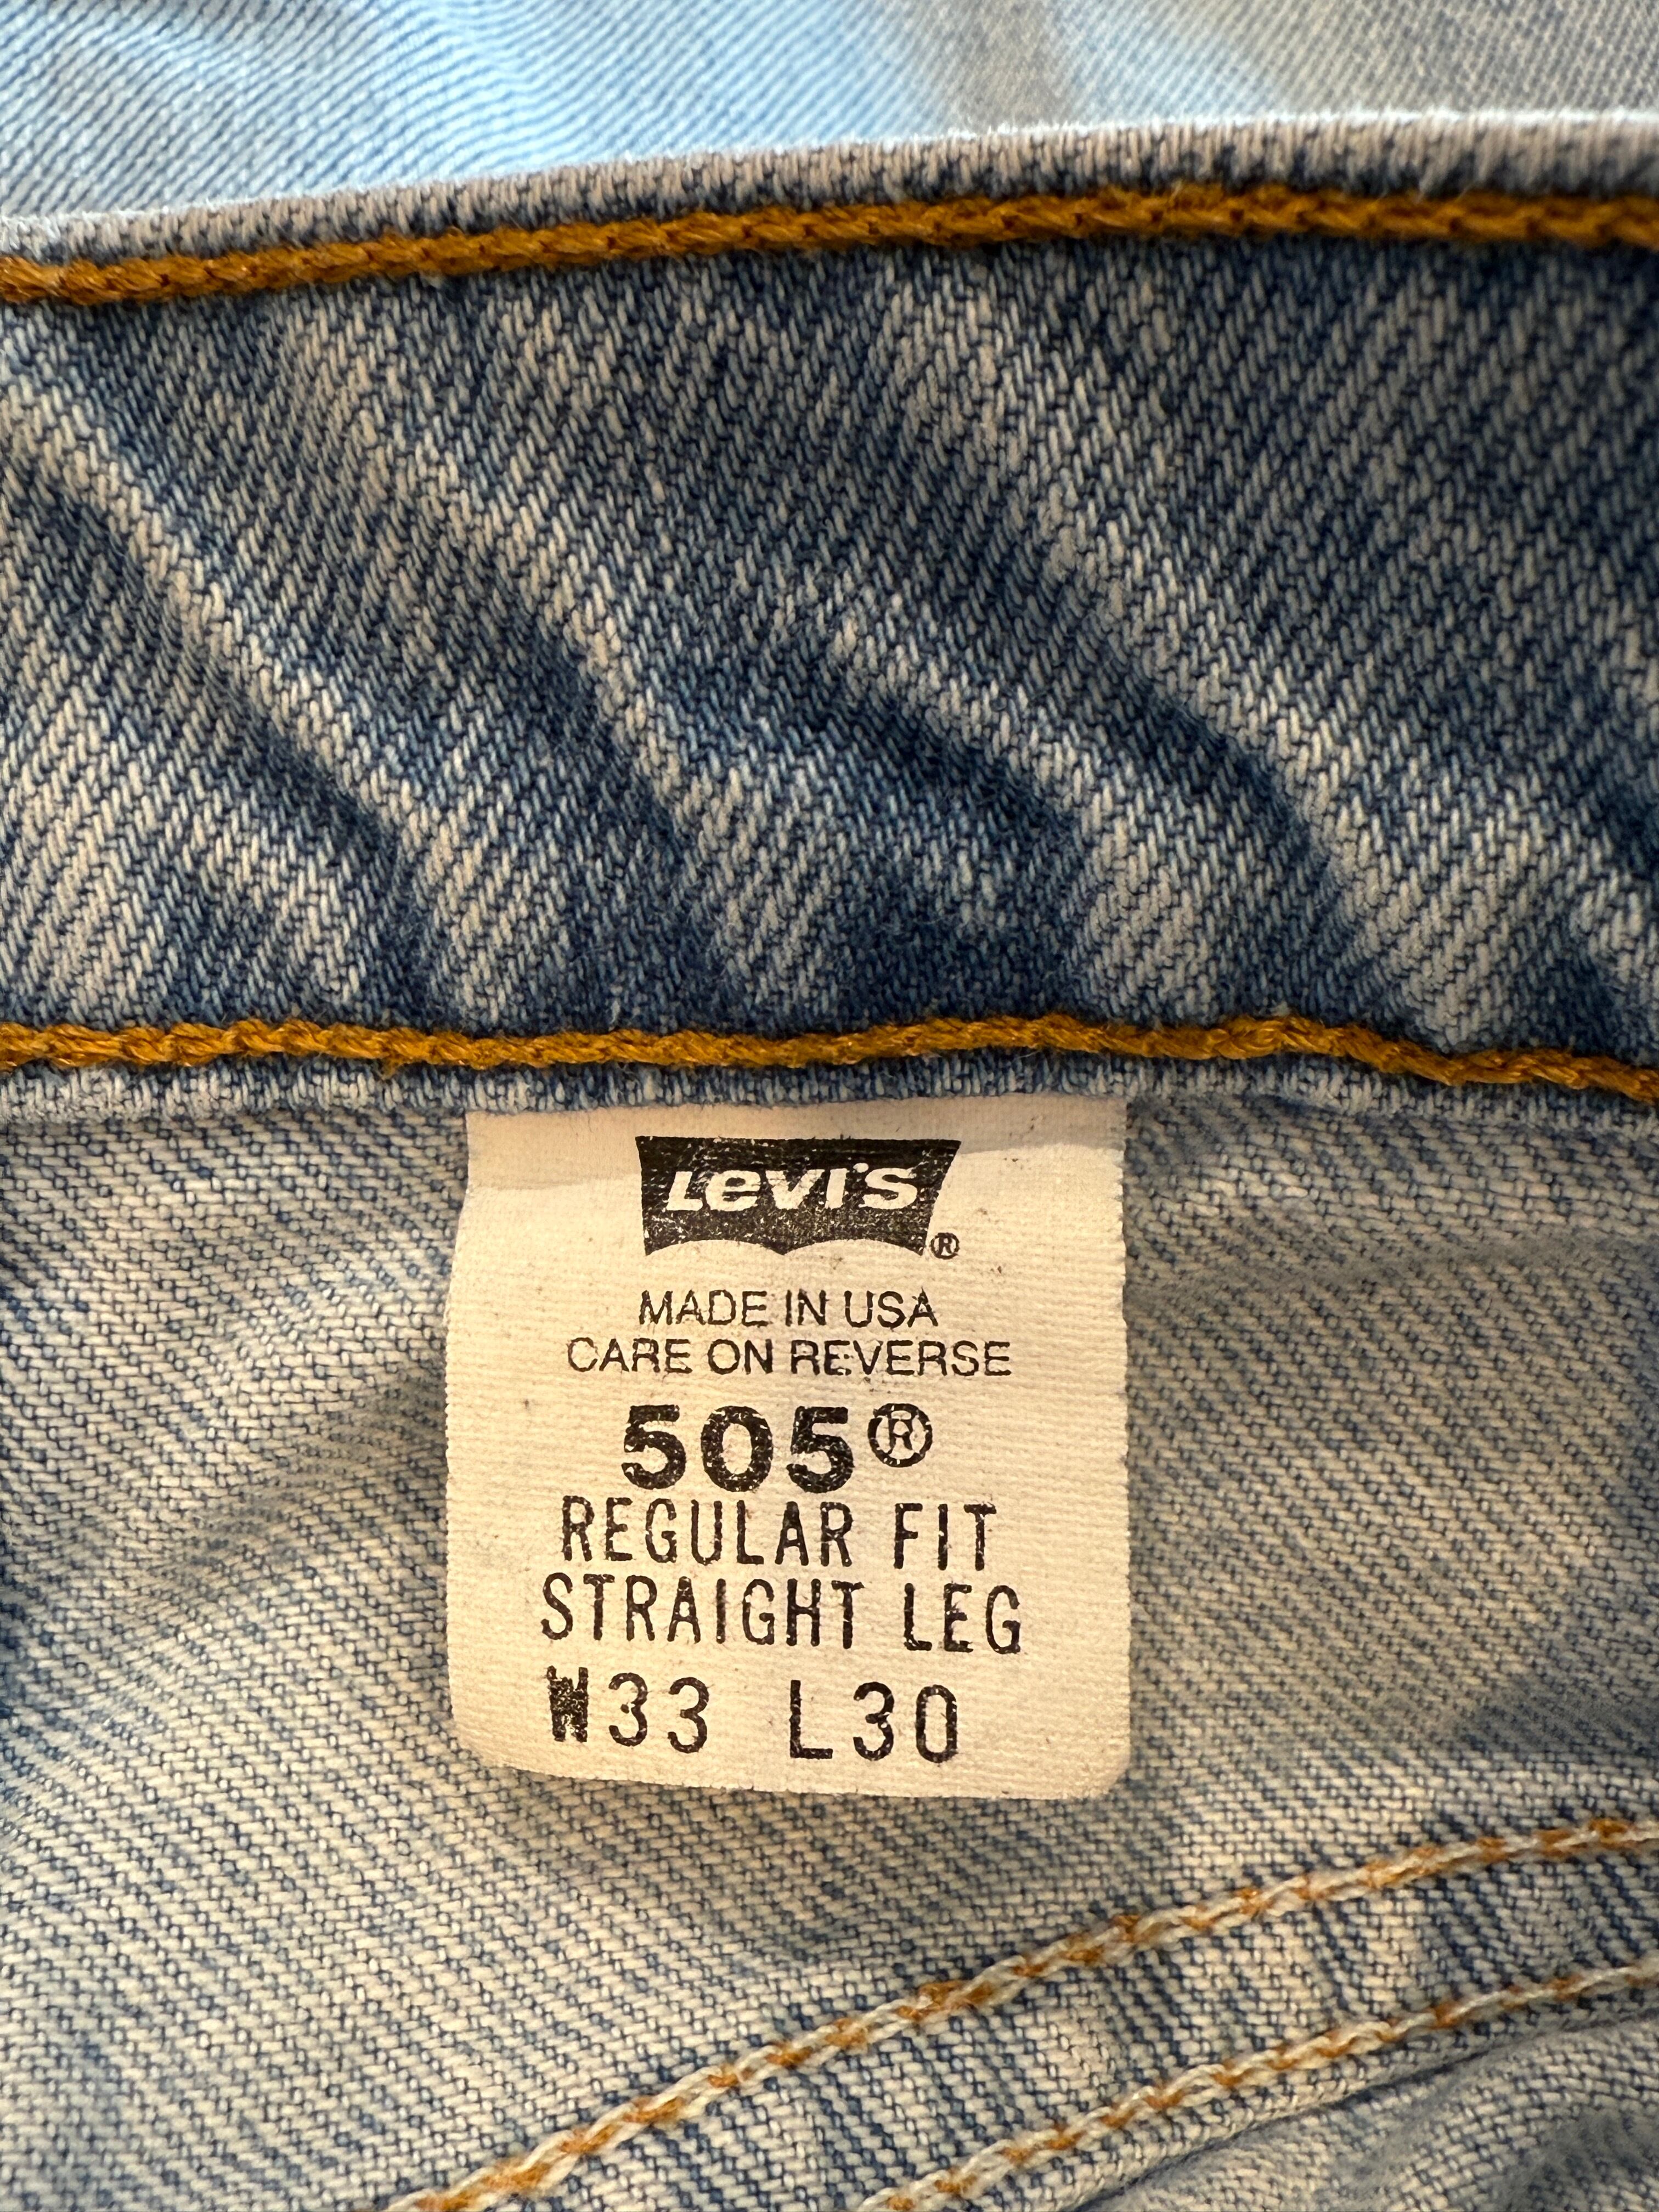 Levi's®
MADE IN USA
CARE ON REVERSE
505®
REGULAR FIT
STRAIGHT LEG
W33 L30